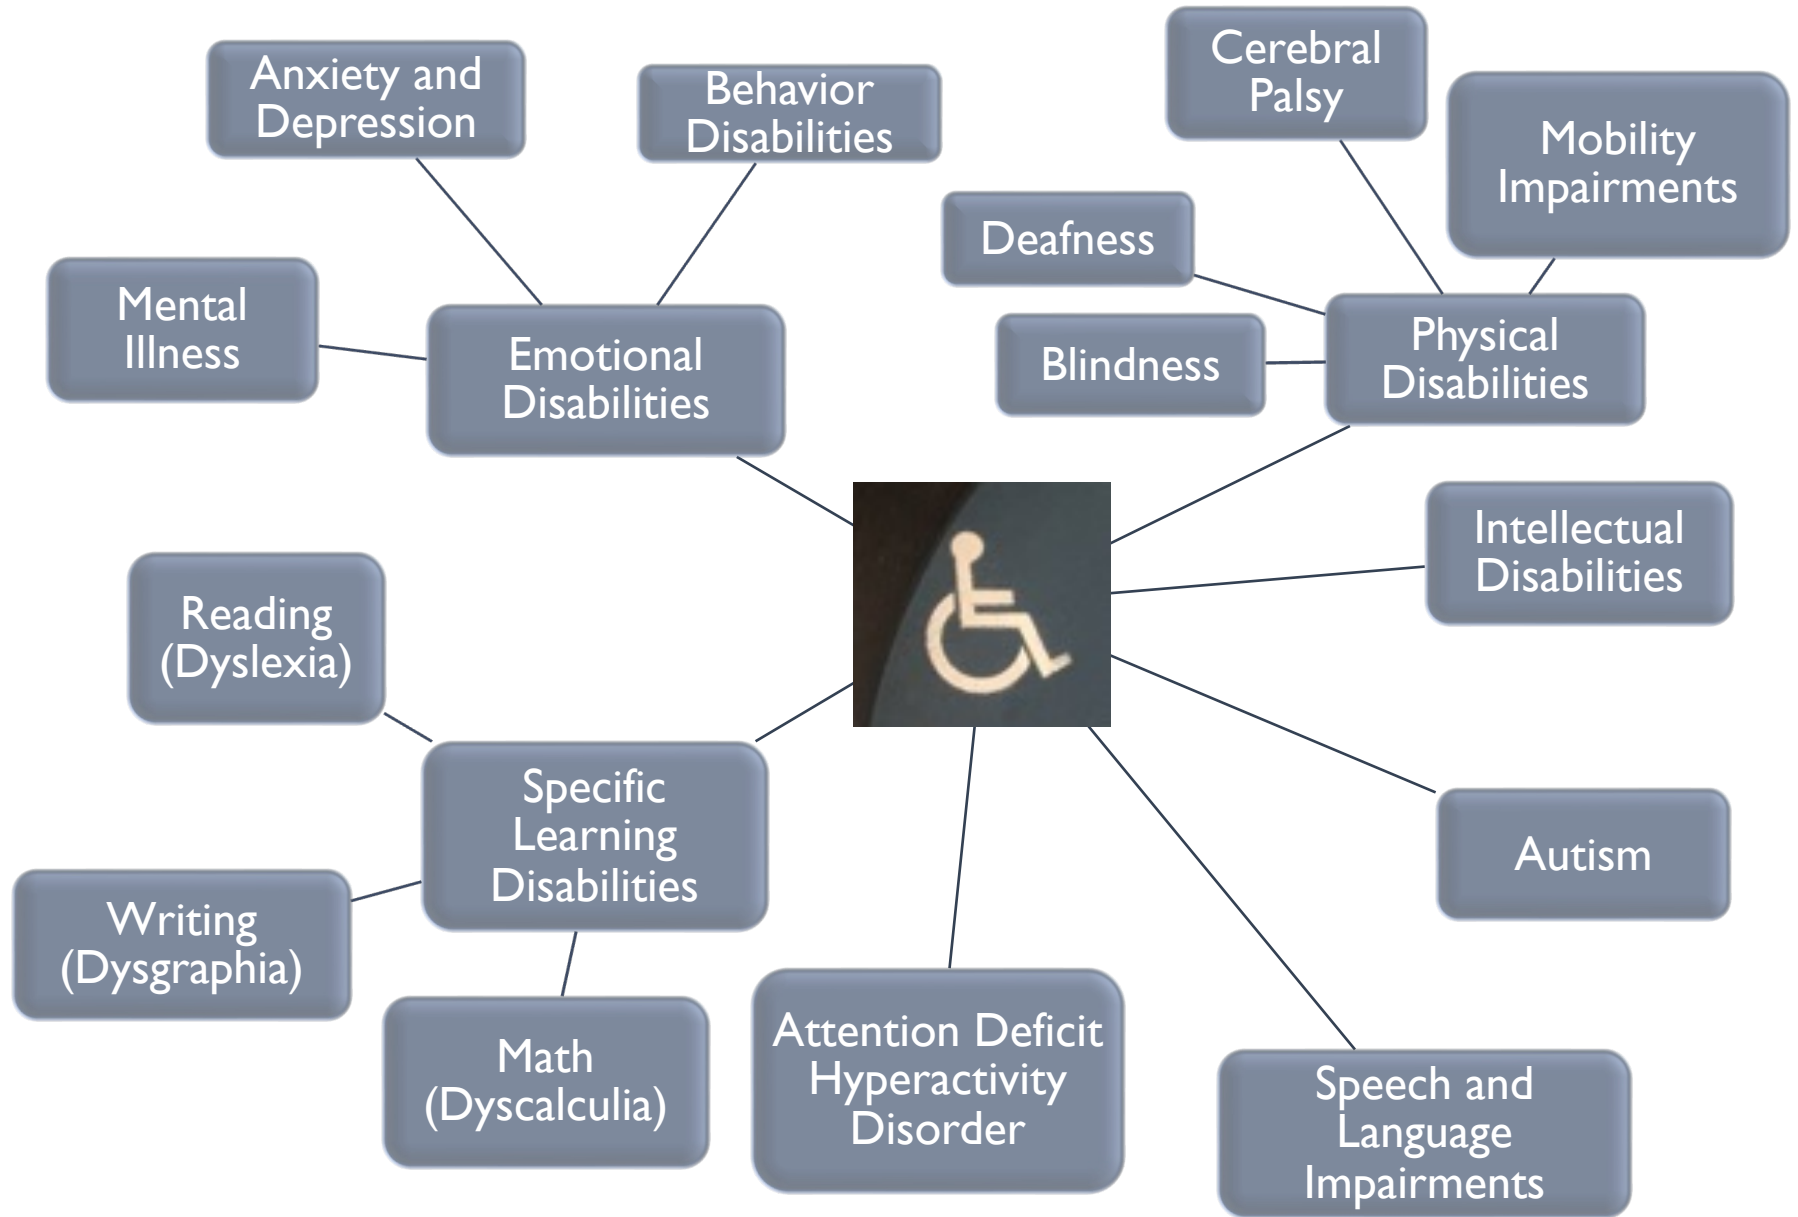 Anxiety and
Depression
Behavior
Disabilities
Mental
Illness
Emotional
Disabilities
Cerebral
Palsy
Mobility
Impairments
Deafness
Blindness
Physical
Disabilities
Intellectual
Disabilities
Reading
(Dyslexia)
Specific
Learning
Disabilities
Writing
(Dysgraphia)
Math
(Dyscalculia)
Attention Deficit
Hyperactivity
Disorder
Autism
Speech and
Language
Impairments